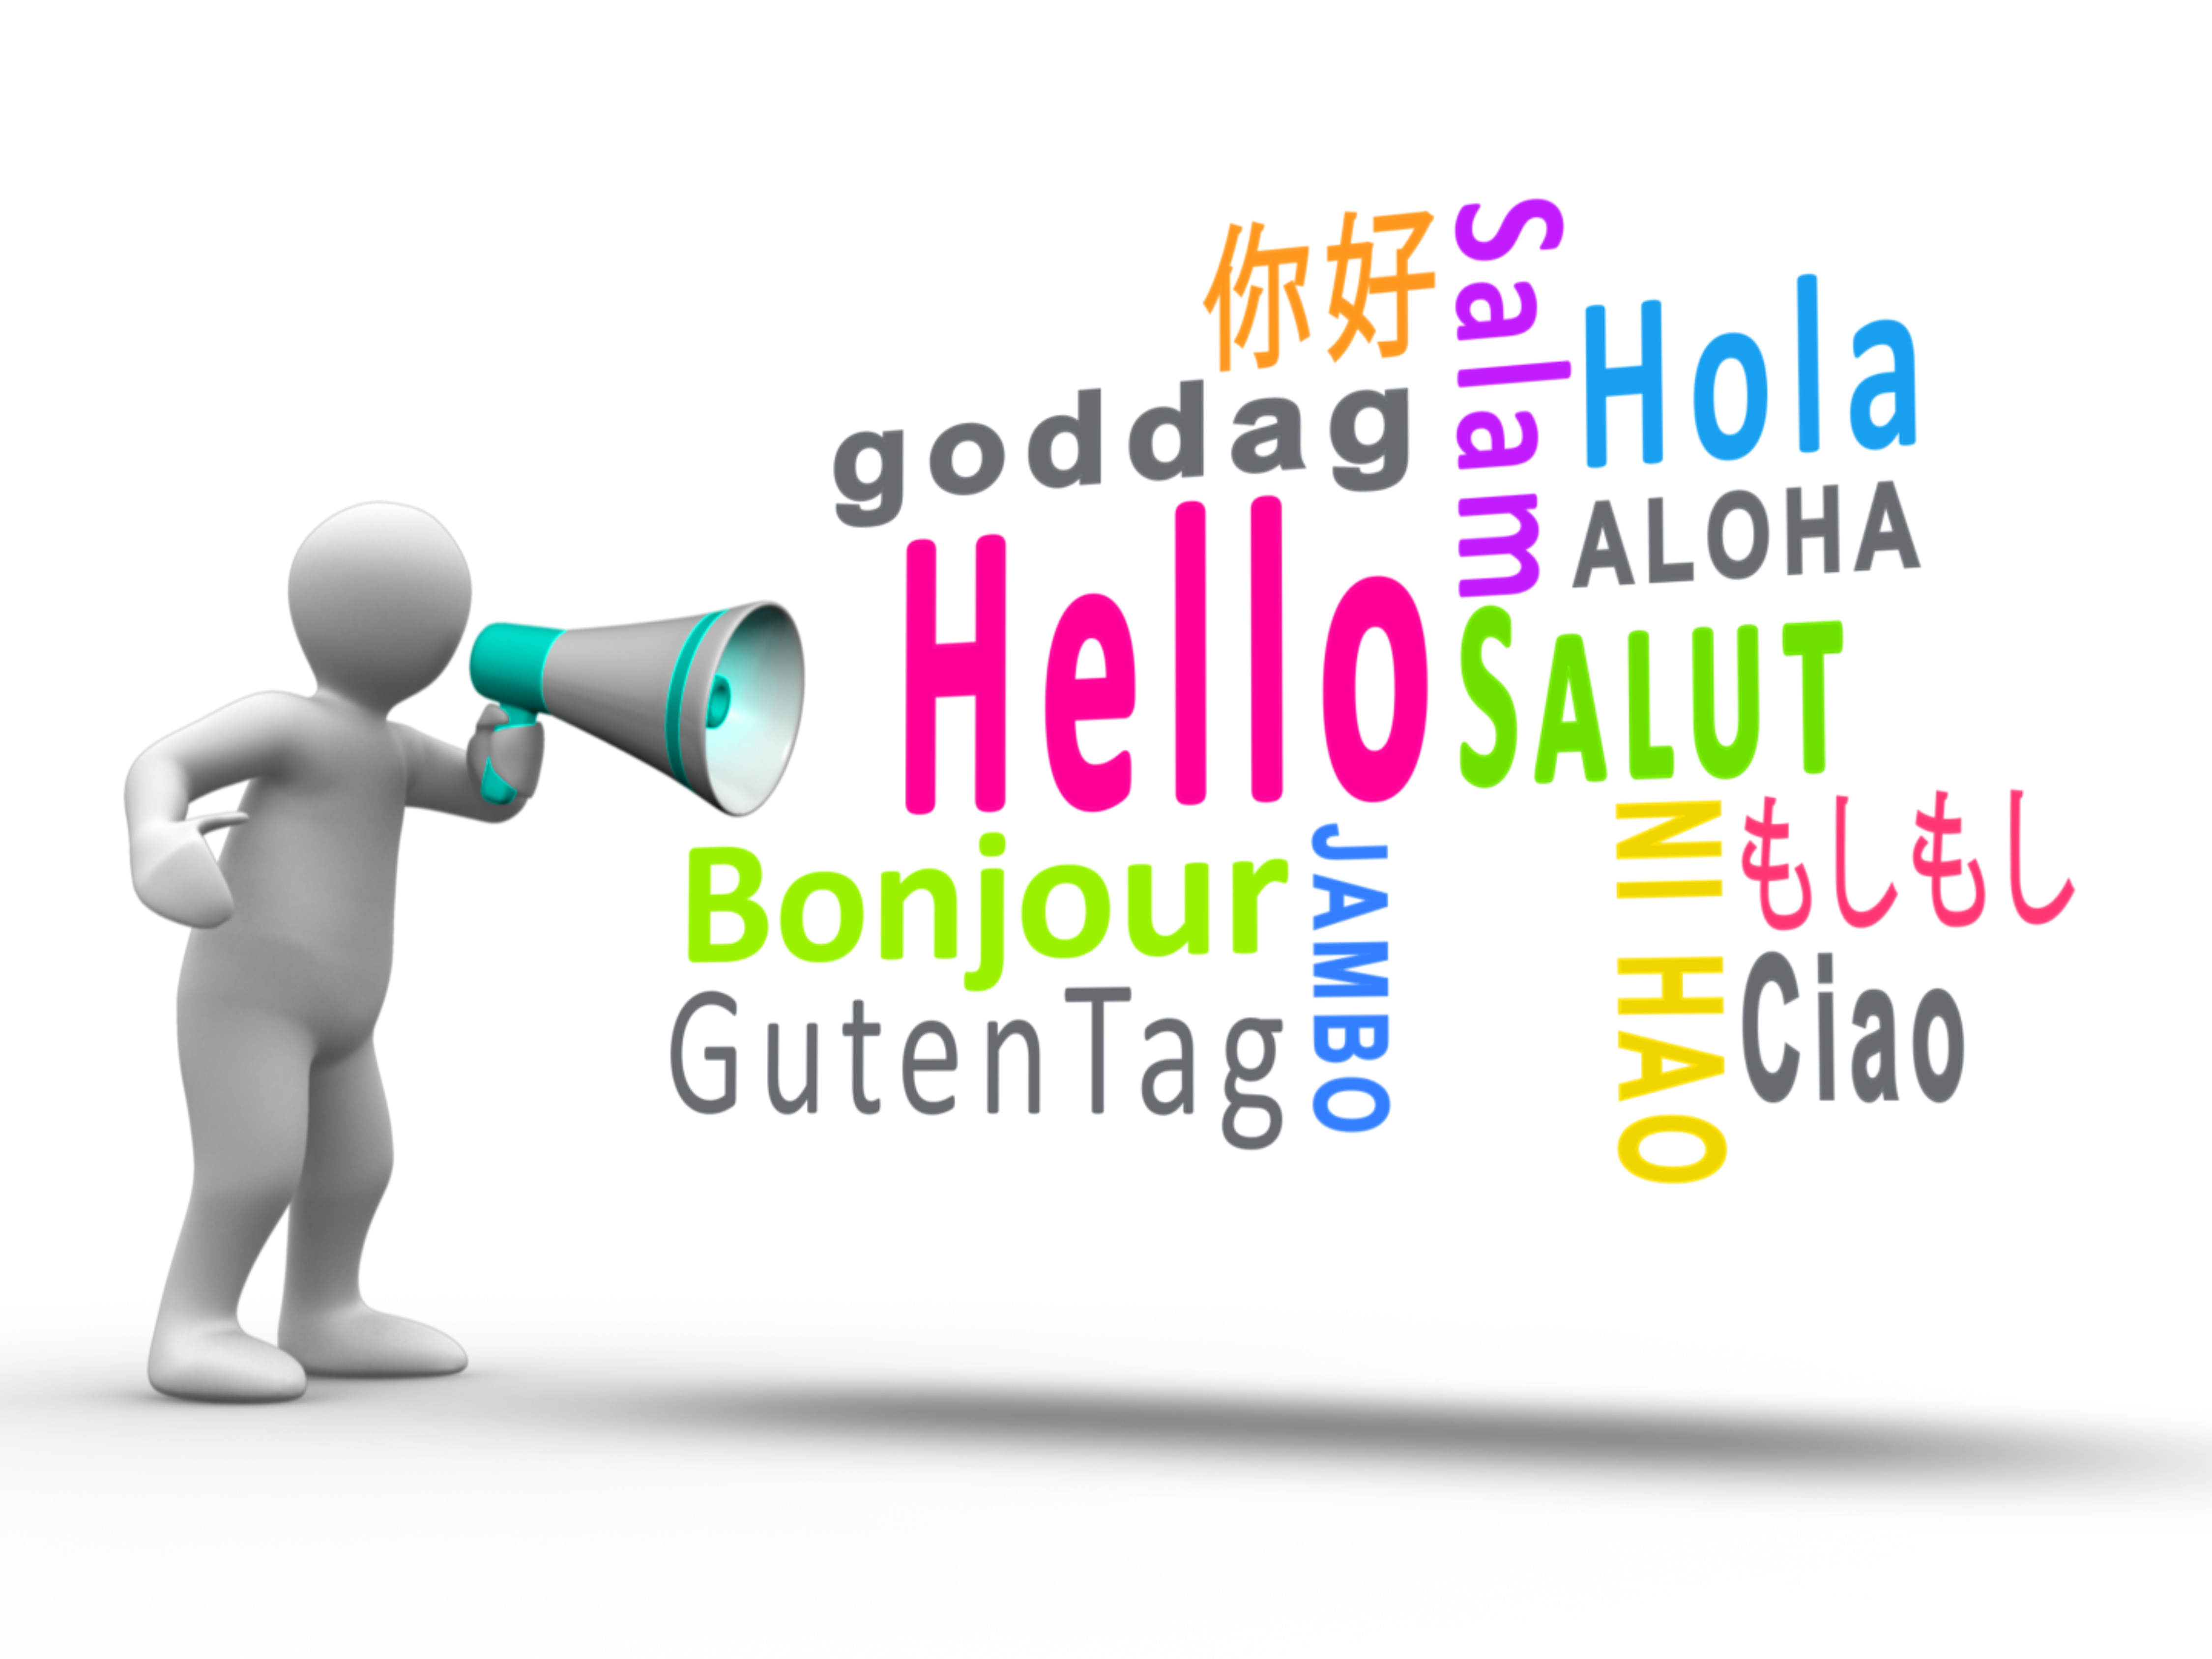 你好
Salam
Hola
goddag
ALOHA
Hello
SALUT
Bonjour
JAMBO
NI HAO
もしもし
GutenTag
Ciao